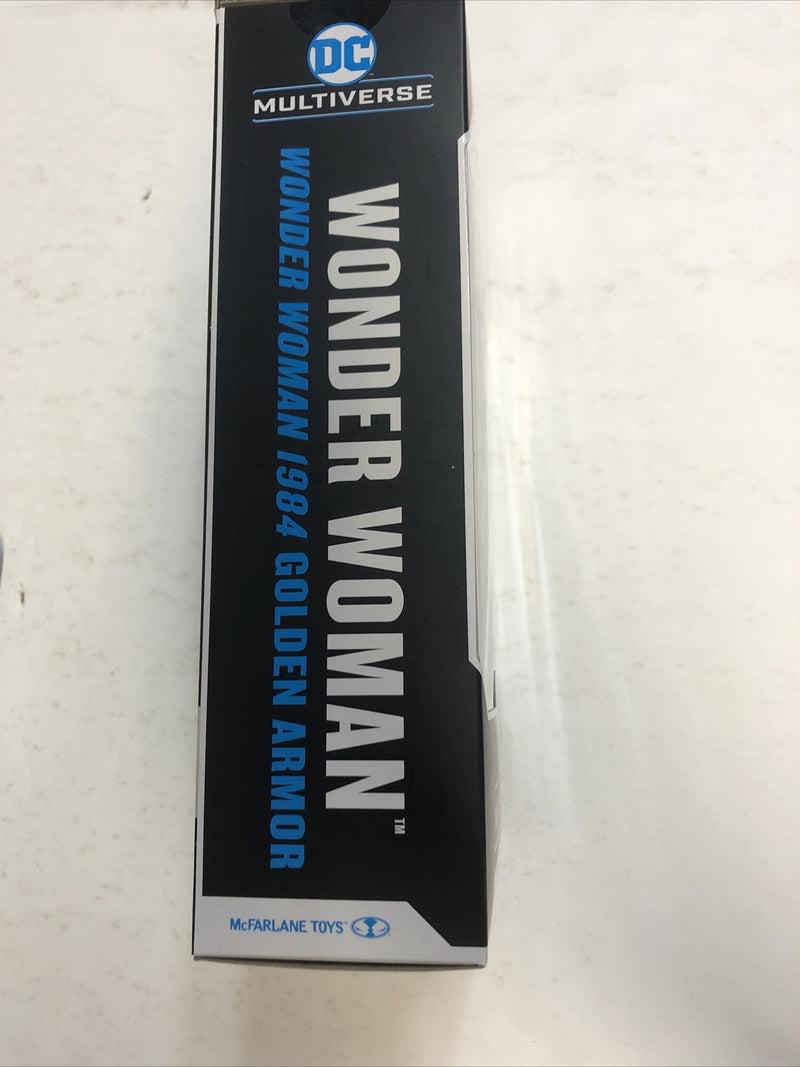 DC
MULTIVERSE
WONDER WOMAN™
WONDER WOMAN 1984 GOLDEN ARMOR
McFARLANE TOYS™